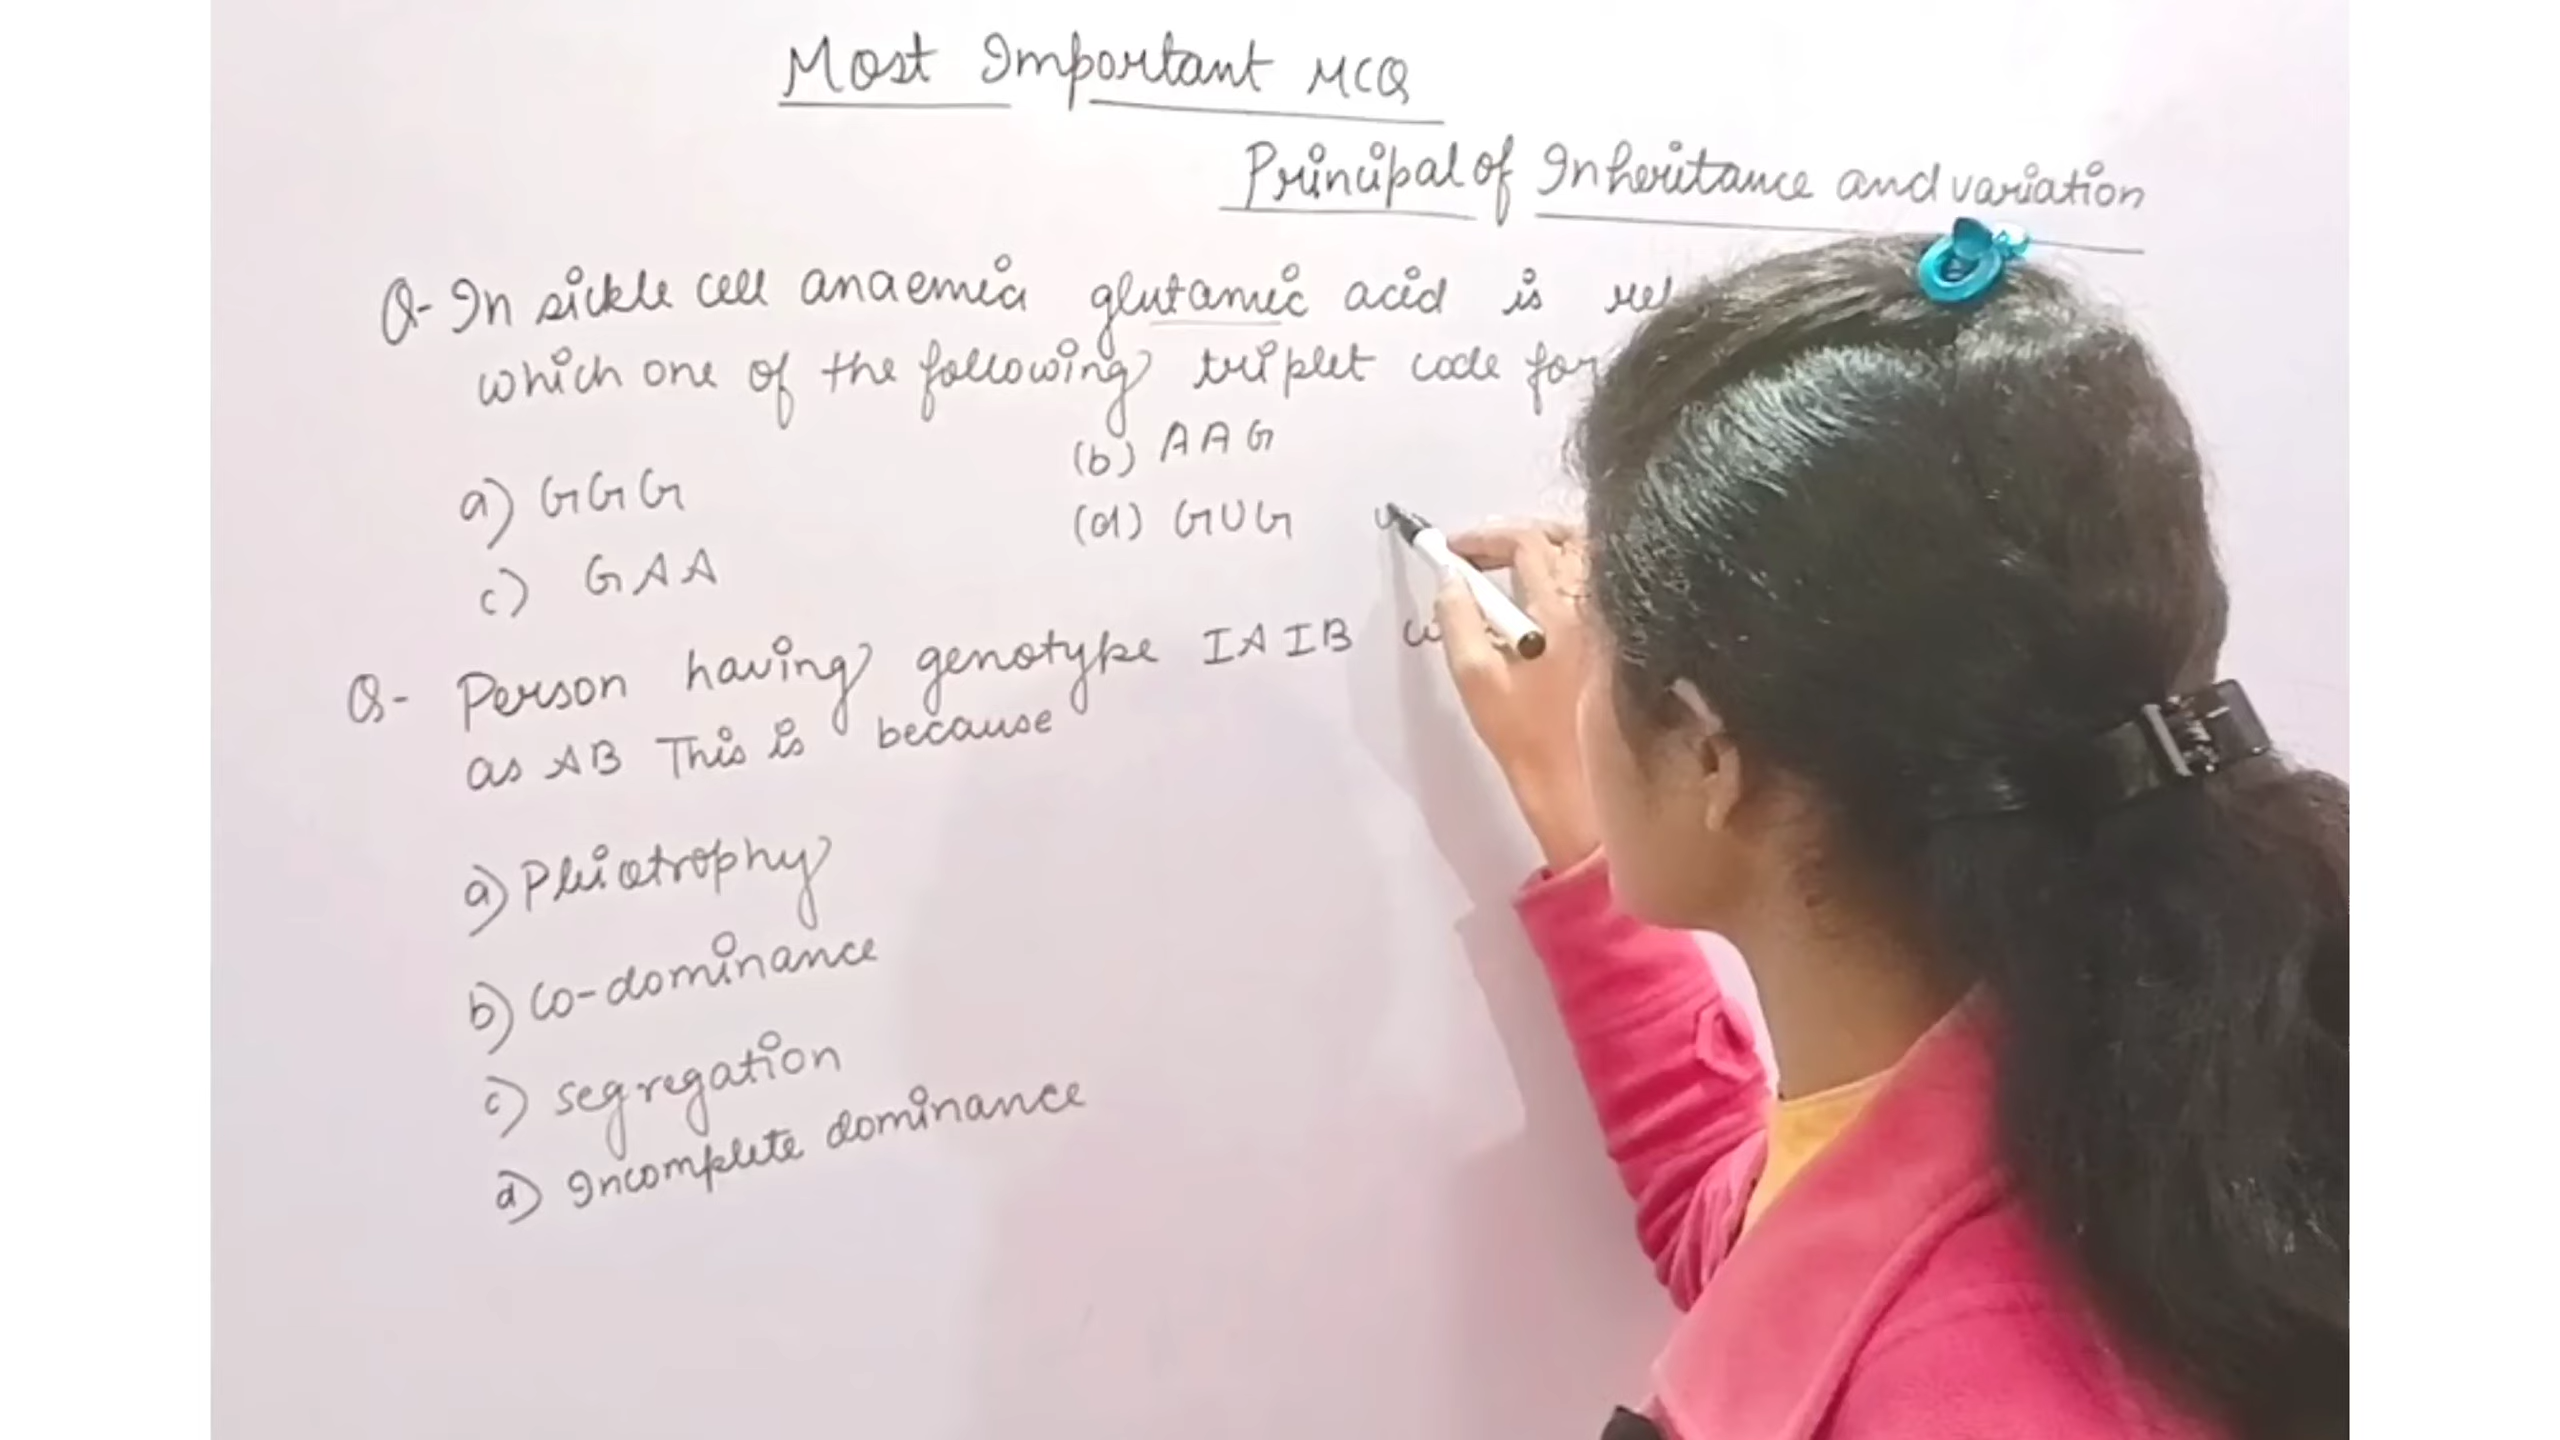 Most Important MCQ
Principal of Inheritance and variation
Q- In sickle cell anaemia glutamic acid is
which one of the following triplet code for
a) GGG
(b) AAG
c) GAA
(d) GUG
Q- Person having genotype IAIB
as AB This is because
a) Pleiotrophy
b) Co-dominance
c) segregation
d) Incomplete dominance